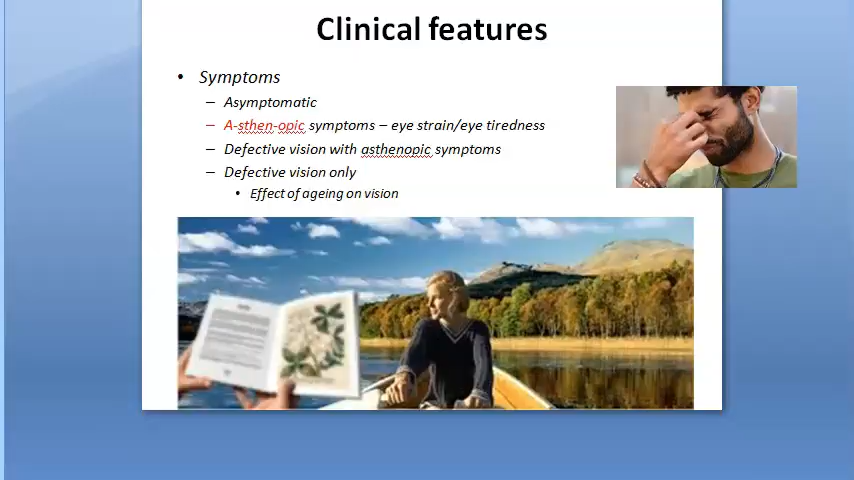 Clinical features
• Symptoms
– Asymptomatic
– A-sthen-opic symptoms – eye strain/eye tiredness
– Defective vision with asthenopic symptoms
– Defective vision only
• Effect of ageing on vision